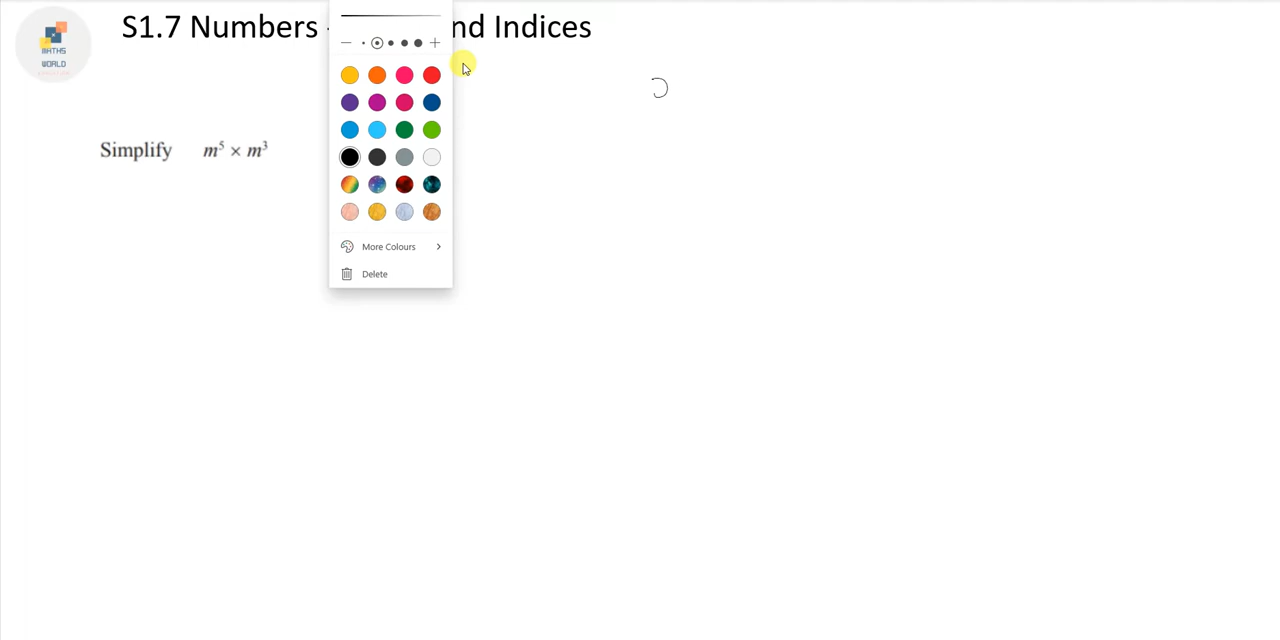 S1.7 Numbers - nd Indices
MATHS
WORLD
Simplify m⁵ × m³
More Colours
Delete